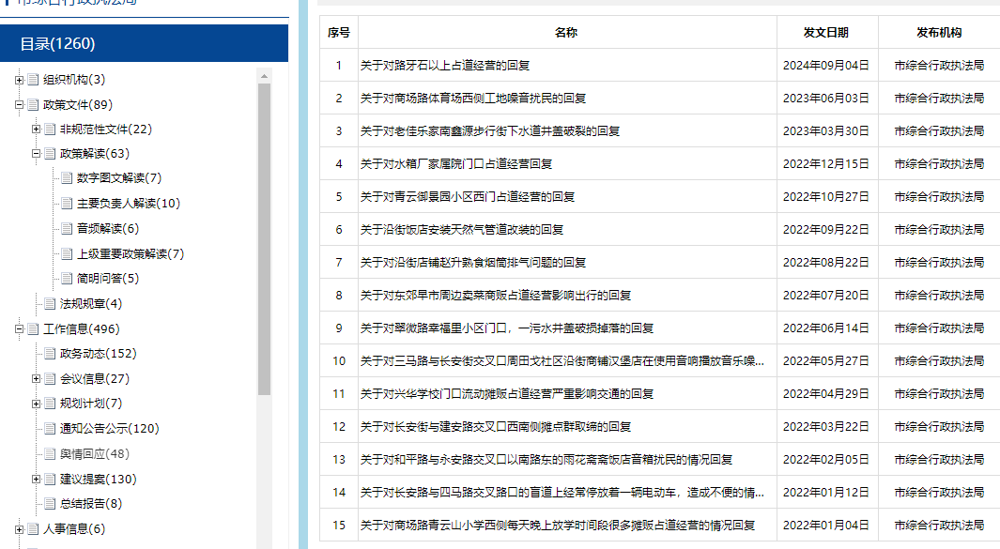 市综合行政执法局
目录(1260)
组织机构(3)
政策文件(89)
非规范性文件(22)
政策解读(63)
数字图文解读(7)
主要负责人解读(10)
音频解读(6)
上级重要政策解读(7)
简明问答(5)
法规规章(4)
工作信息(496)
政务动态(152)
会议信息(27)
规划计划(7)
通知公告公示(120)
舆情回应(48)
建议提案(130)
总结报告(8)
人事信息(6)
序号 名称 发文日期 发布机构
1 关于对路牙石以上占道经营的回复 2024年09月04日 市综合行政执法局
2 关于对商场路体育场西侧工地噪音扰民的回复 2023年06月03日 市综合行政执法局
3 关于对老佳乐家南鑫源步行街下水道井盖破裂的回复 2023年03月30日 市综合行政执法局
4 关于对水箱厂家属院门口占道经营回复 2022年12月15日 市综合行政执法局
5 关于对青云御景园小区西门占道经营的回复 2022年10月27日 市综合行政执法局
6 关于沿街饭店安装天然气管道改装的回复 2022年09月22日 市综合行政执法局
7 关于对沿街店铺赵升熟食烟筒排气问题的回复 2022年08月22日 市综合行政执法局
8 关于对东郊早市周边卖菜商贩占道经营影响出行的回复 2022年07月20日 市综合行政执法局
9 关于对翠微路幸福里小区门口，一污水井盖破损掉落的回复 2022年06月14日 市综合行政执法局
10 关于对三马路与长安街交叉口周田戈社区沿街商铺汉堡店在使用音响播放音乐噪... 2022年05月27日 市综合行政执法局
11 关于对兴华学校门口流动摊贩占道经营严重影响交通的回复 2022年04月29日 市综合行政执法局
12 关于对长安街与建安路交叉口西南侧摊点群取缔的回复 2022年03月22日 市综合行政执法局
13 关于对和平路与永安路交叉口以南路东的雨花斋斋饭店音箱扰民的情况回复 2022年02月05日 市综合行政执法局
14 关于对长安路与四马路交叉路口的盲道上经常停放着一辆电动车，造成不便的情... 2022年01月12日 市综合行政执法局
15 关于对商场路青云山小学西侧每天晚上放学时间段很多摊贩占道经营的情况回复 2022年01月04日 市综合行政执法局